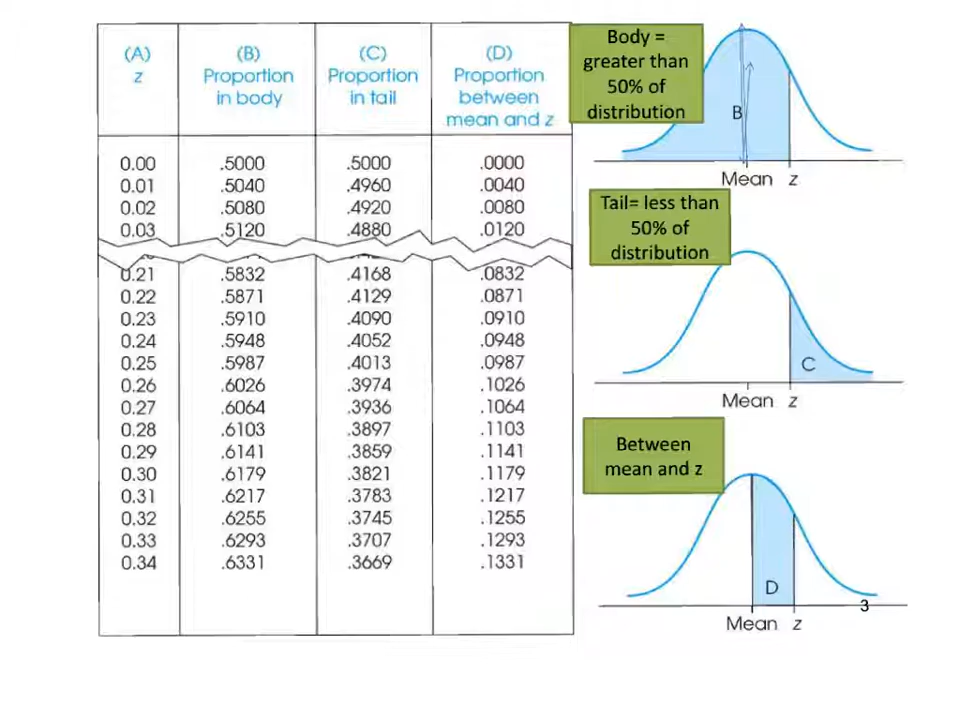 (A) (B) (C) (D)
z Proportion Proportion Proportion
in body in tail between
mean and z
0.00 .5000 .5000 .0000
0.01 .5040 .4960 .0040
0.02 .5080 .4920 .0080
0.03 .5120 .4880 .0120
0.21 .5832 .4168 .0832
0.22 .5871 .4129 .0871
0.23 .5910 .4090 .0910
0.24 .5948 .4052 .0948
0.25 .5987 .4013 .0987
0.26 .6026 .3974 .1026
0.27 .6064 .3936 .1064
0.28 .6103 .3897 .1103
0.29 .6141 .3859 .1141
0.30 .6179 .3821 .1179
0.31 .6217 .3783 .1217
0.32 .6255 .3745 .1255
0.33 .6293 .3707 .1293
0.34 .6331 .3669 .1331
Body =
greater than
50% of
distribution
B
Mean z
Tail= less than
50% of
distribution
C
Mean z
Between
mean and z
D
3
Mean z